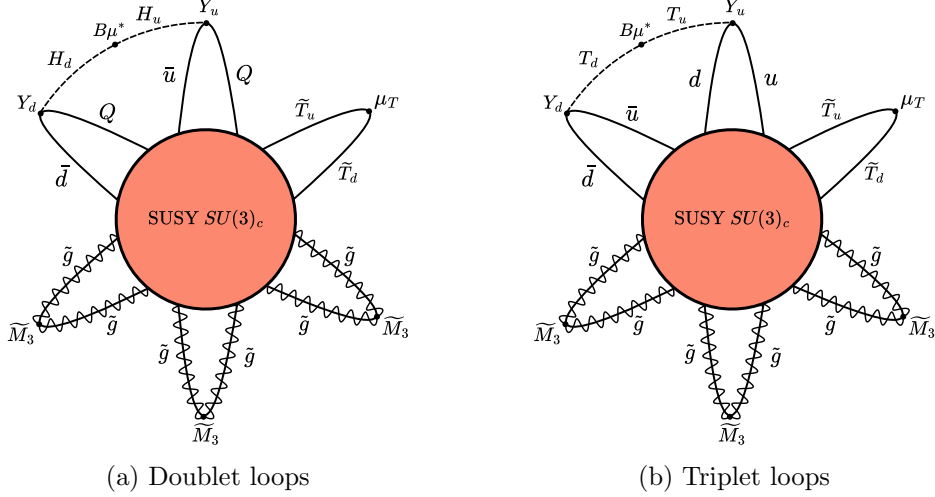 Y_u
Y_u
H_u
T_u
Bμ*
Bμ*
H_d
T_d
ū
Q
d
u
Y_d
Q
T̃_u
μ_T
Y_d
ū
T̃_u
μ_T
d̄
T̃_d
d̄
T̃_d
SUSY SU(3)_c
SUSY SU(3)_c
g̃
g̃
g̃
g̃
M̃_3
g̃
g̃
M̃_3
M̃_3
g̃
g̃
M̃_3
g̃
g̃
g̃
g̃
M̃_3
M̃_3
(a) Doublet loops
(b) Triplet loops